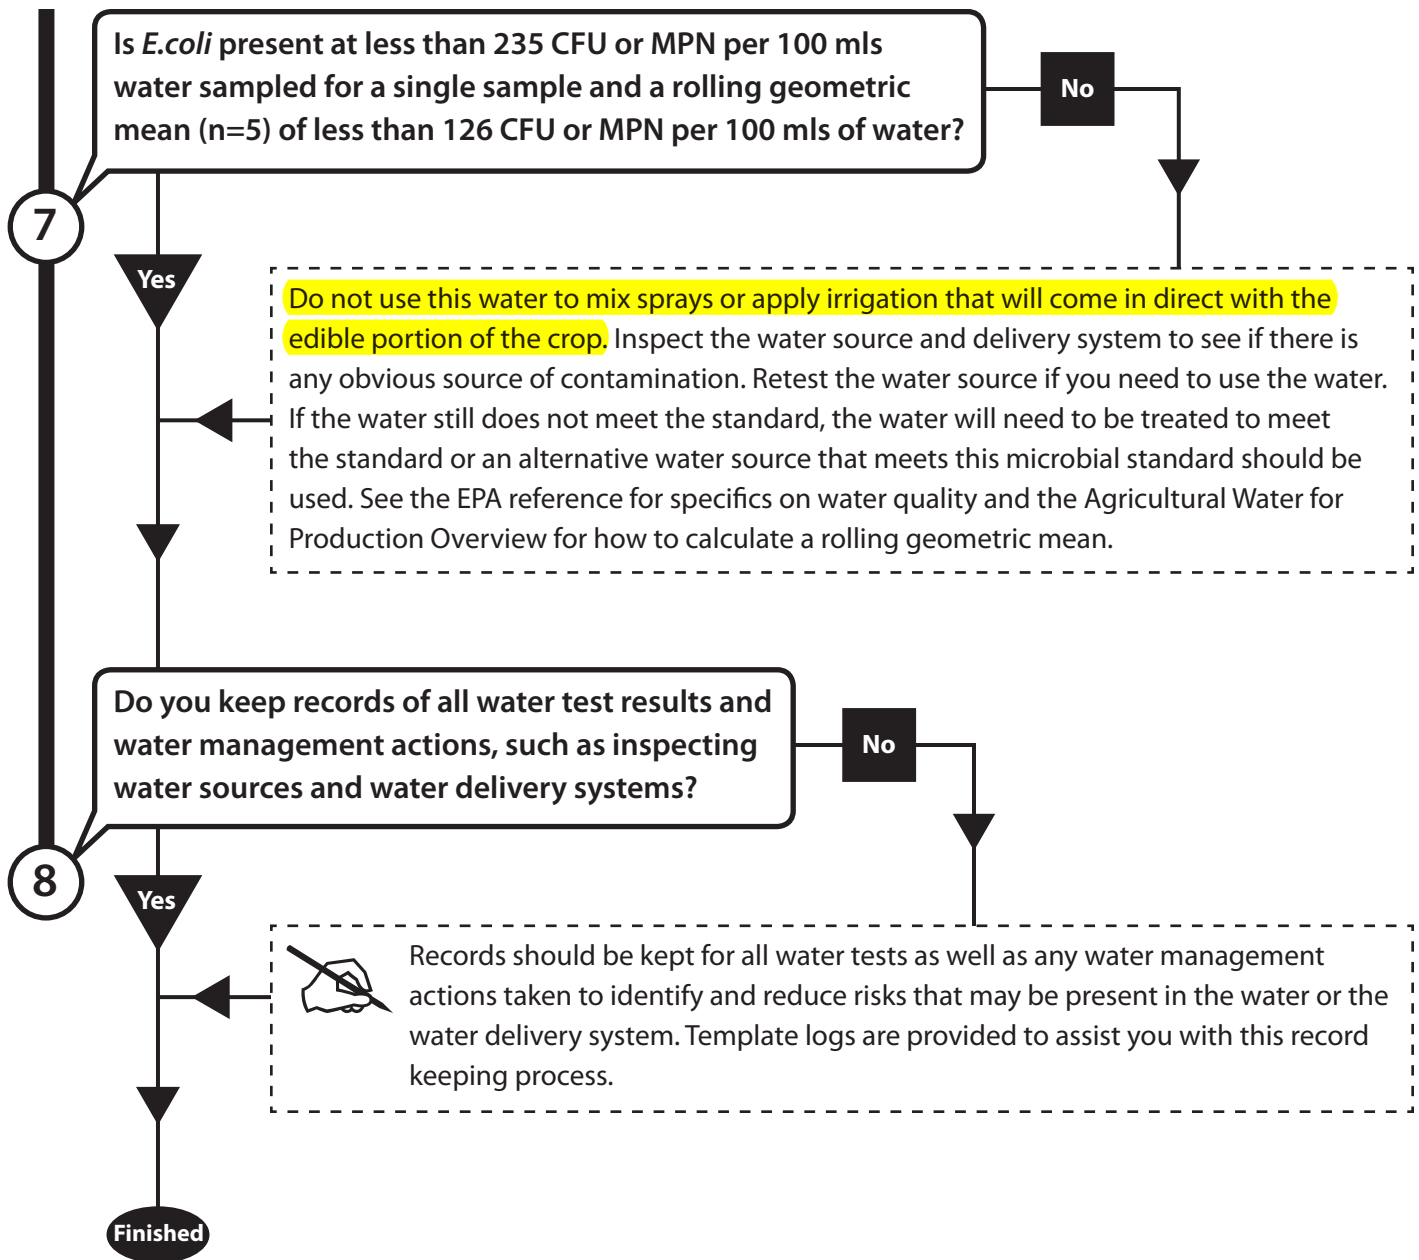 Is E.coli present at less than 235 CFU or MPN per 100 mls
water sampled for a single sample and a rolling geometric
mean (n=5) of less than 126 CFU or MPN per 100 mls of water?
No
7
Yes
Do not use this water to mix sprays or apply irrigation that will come in direct with the
edible portion of the crop. Inspect the water source and delivery system to see if there is
any obvious source of contamination. Retest the water source if you need to use the water.
If the water still does not meet the standard, the water will need to be treated to meet
the standard or an alternative water source that meets this microbial standard should be
used. See the EPA reference for specifics on water quality and the Agricultural Water for
Production Overview for how to calculate a rolling geometric mean.
Do you keep records of all water test results and
water management actions, such as inspecting
water sources and water delivery systems?
No
8
Yes
Records should be kept for all water tests as well as any water management
actions taken to identify and reduce risks that may be present in the water or the
water delivery system. Template logs are provided to assist you with this record
keeping process.
Finished